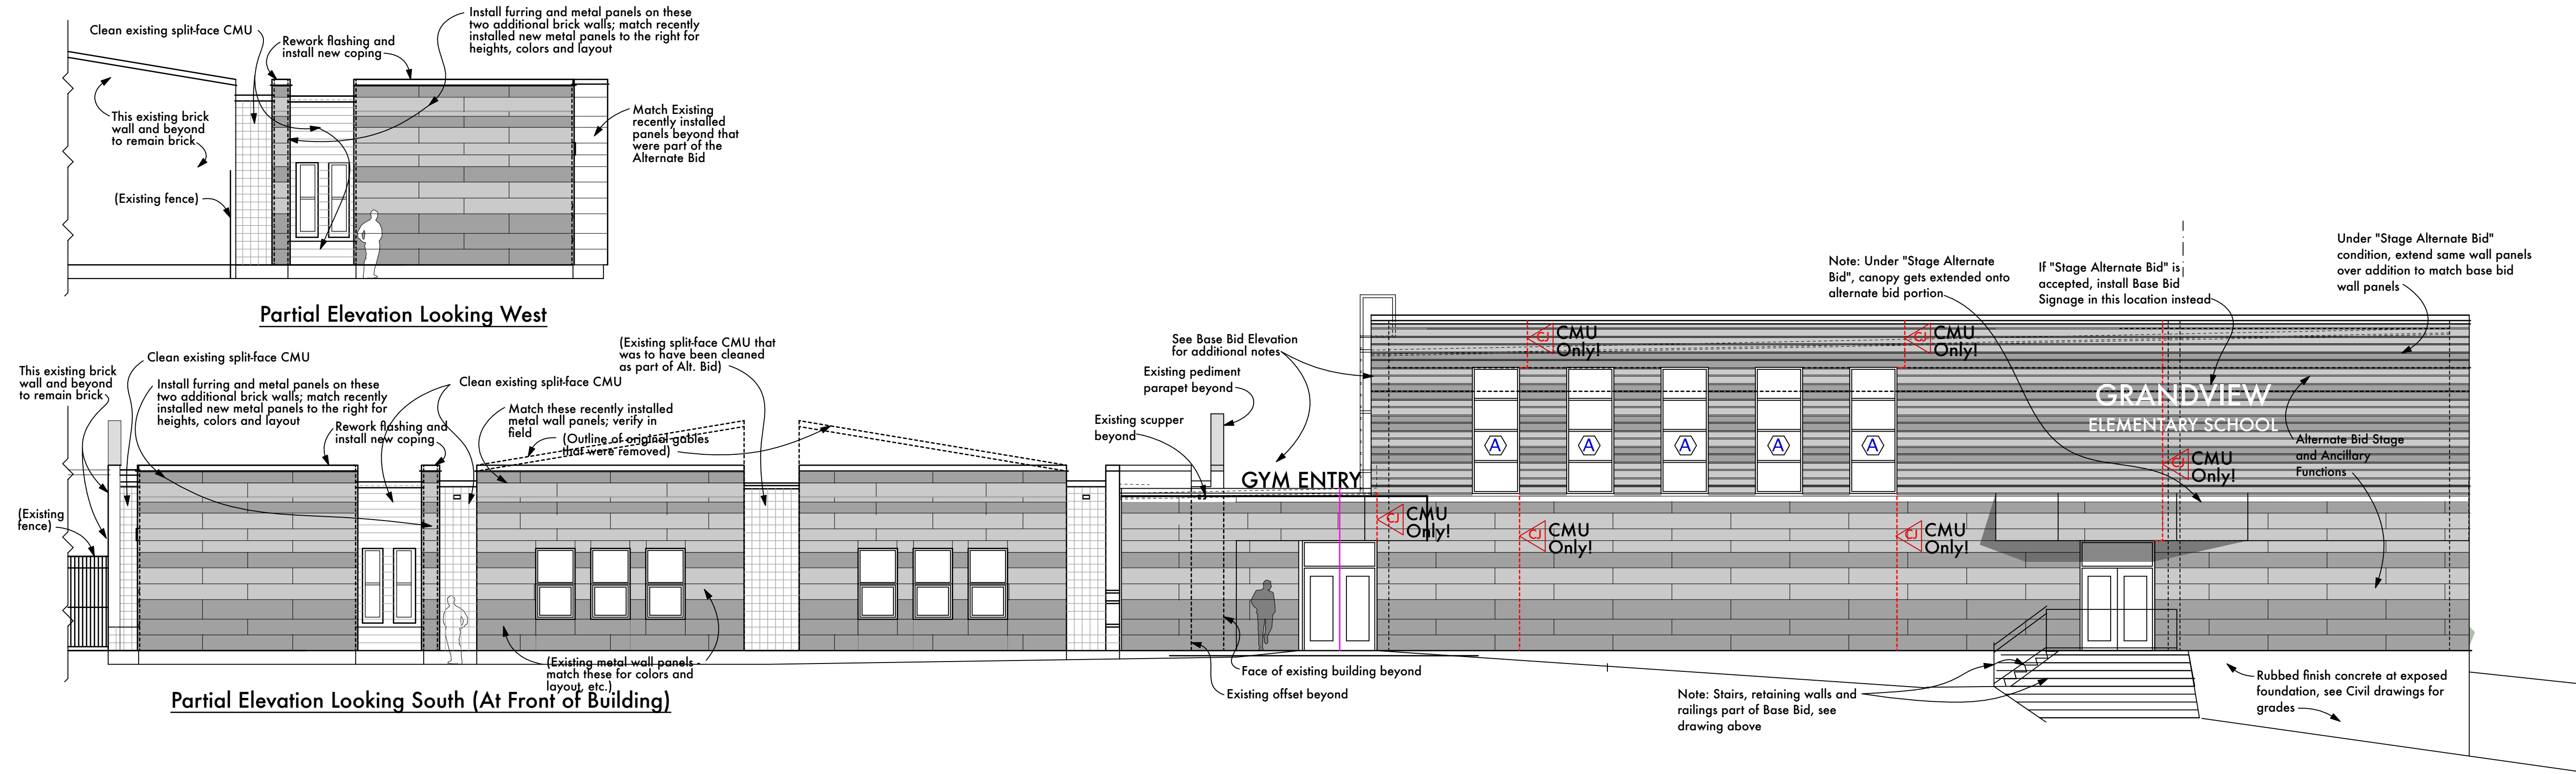 Clean existing split-face CMU
Rework flashing and
install new coping
Install furring and metal panels on these
two additional brick walls; match recently
installed new metal panels to the right for
heights, colors and layout
This existing brick
wall and beyond
to remain brick
(Existing fence)
Match Existing
recently installed
panels beyond that
were part of the
Alternate Bid
Partial Elevation Looking West
This existing brick
wall and beyond
to remain brick
Clean existing split-face CMU
Install furring and metal panels on these
two additional brick walls; match recently
installed new metal panels to the right for
heights, colors and layout
Rework flashing and
install new coping
Clean existing split-face CMU
Match these recently installed
metal wall panels; verify in
field
(Outline of original gables
that were removed)
(Existing split-face CMU that
was to have been cleaned
as part of Alt. Bid)
(Existing
fence)
(Existing metal wall panels -
match these for colors and
layout, etc.)
Partial Elevation Looking South (At Front of Building)
See Base Bid Elevation
for additional notes
Existing pediment
parapet beyond
Existing scupper
beyond
GYM ENTRY
Face of existing building beyond
Existing offset beyond
CJ CMU
Only!
CJ CMU
Only!
A
A
A
A
A
CJ CMU
Only!
CJ CMU
Only!
CJ CMU
Only!
CJ CMU
Only!
Note: Under "Stage Alternate
Bid", canopy gets extended onto
alternate bid portion
If "Stage Alternate Bid" is
accepted, install Base Bid
Signage in this location instead
Under "Stage Alternate Bid"
condition, extend same wall panels
over addition to match base bid
wall panels
GRANDVIEW
ELEMENTARY SCHOOL
Alternate Bid Stage
and Ancillary
Functions
Note: Stairs, retaining walls and
railings part of Base Bid, see
drawing above
Rubbed finish concrete at exposed
foundation, see Civil drawings for
grades